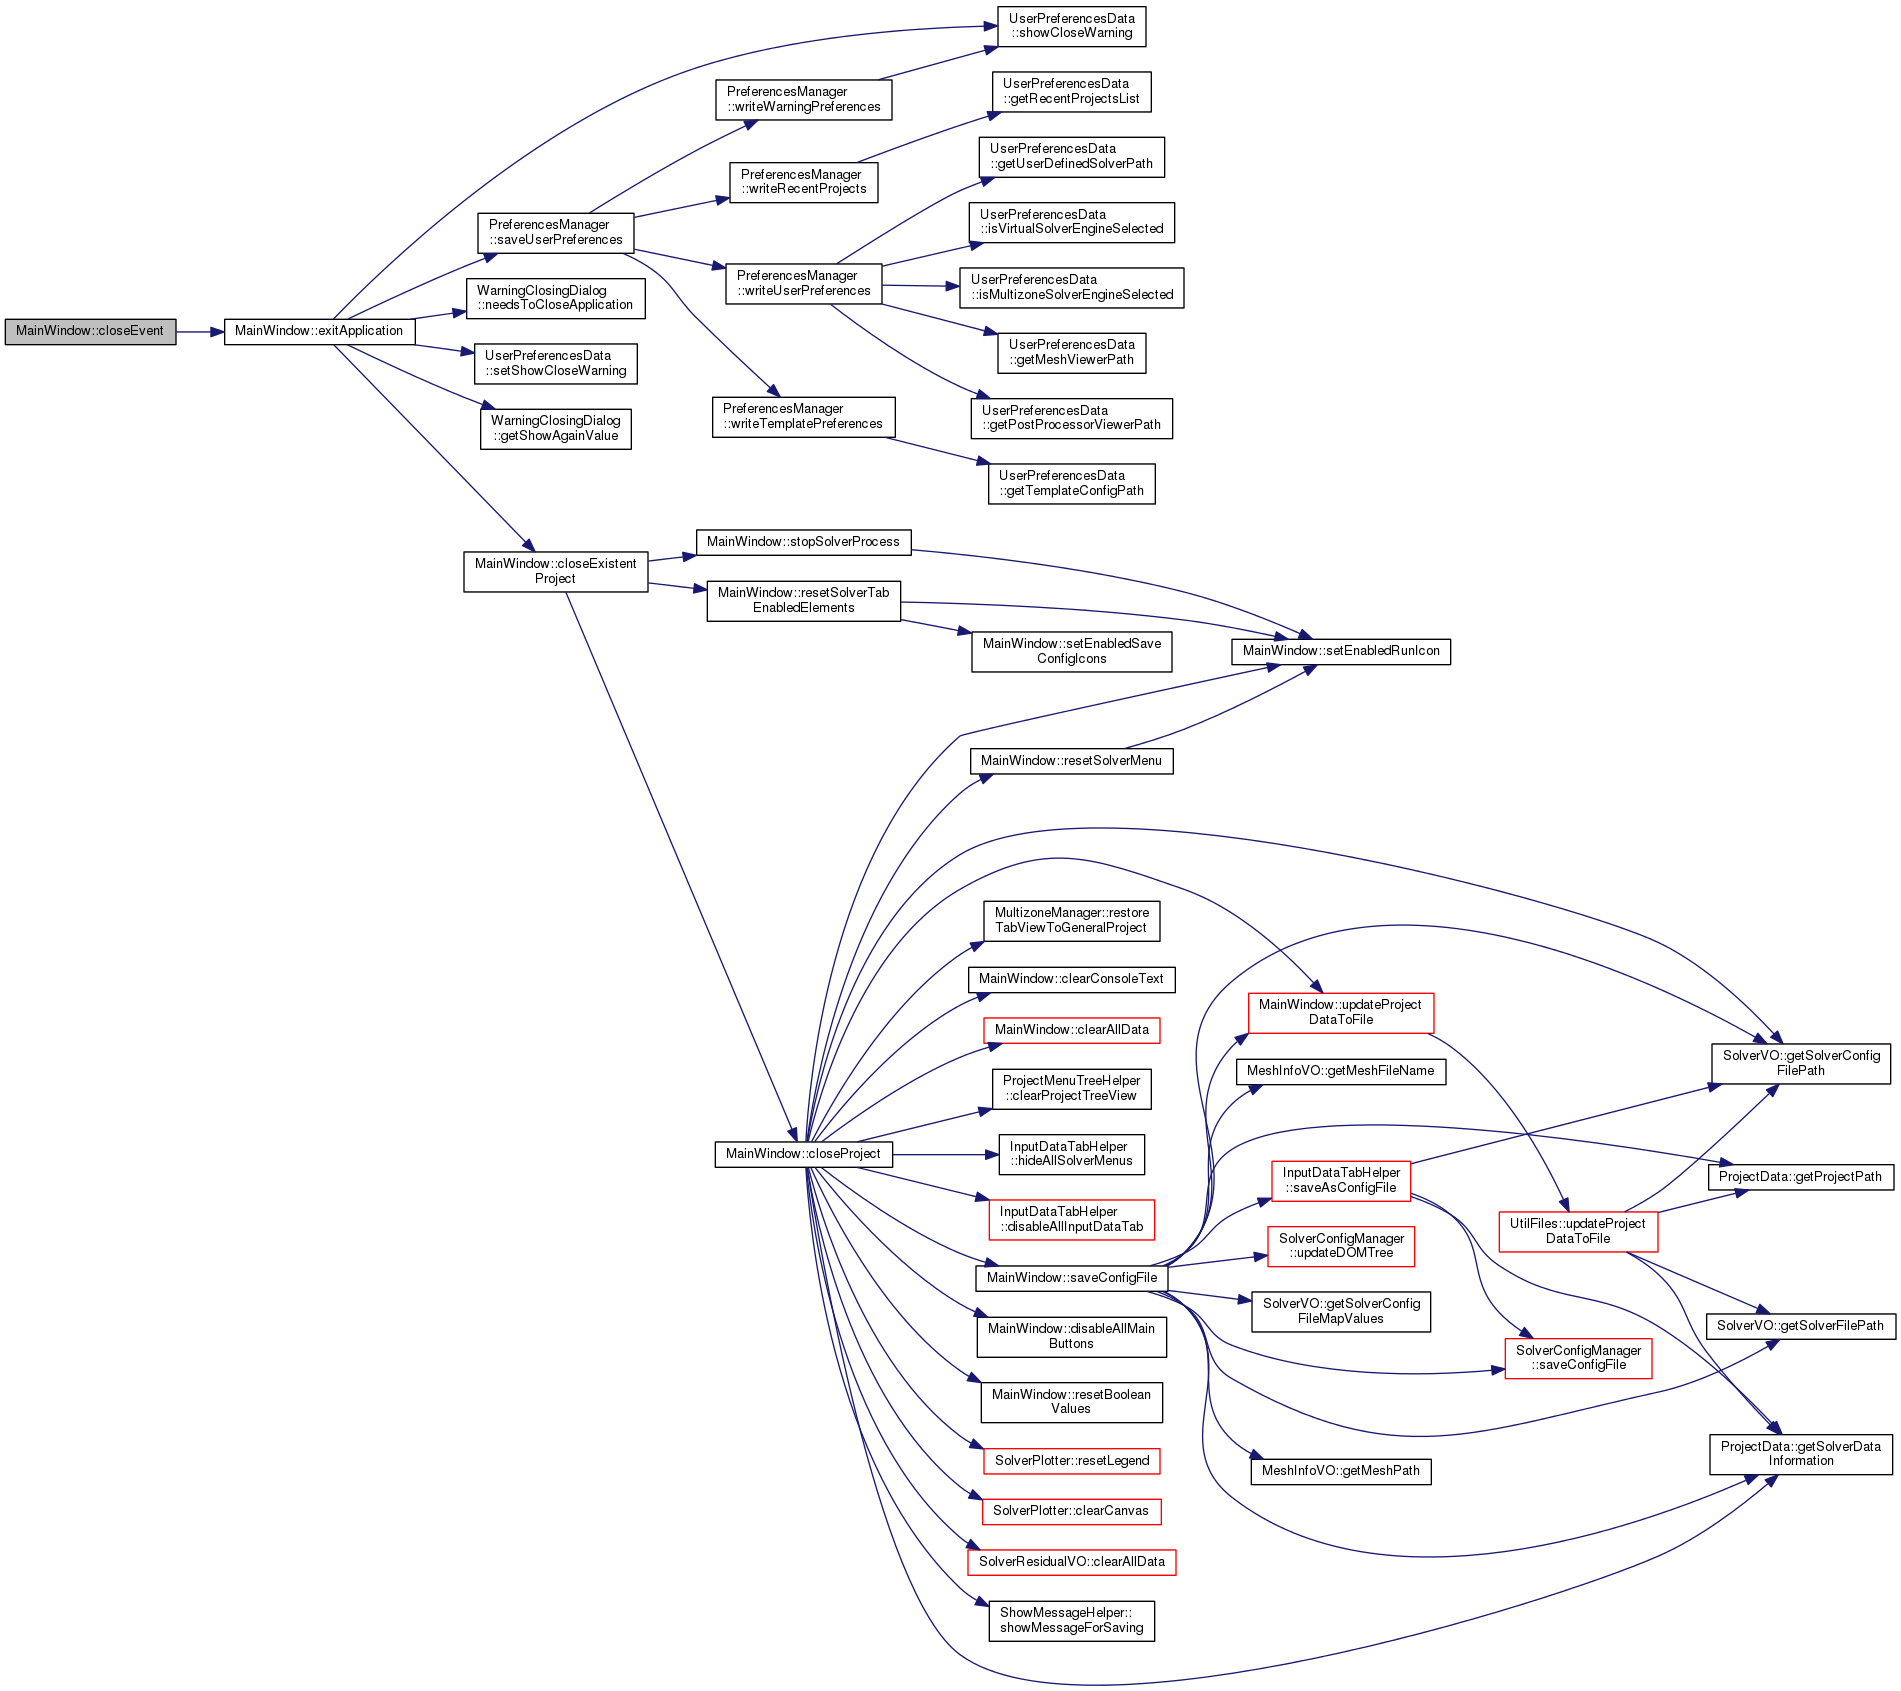 UserPreferencesData
::showCloseWarning
UserPreferencesData
::getRecentProjectsList
PreferencesManager
::writeWarningPreferences
UserPreferencesData
::getUserDefinedSolverPath
PreferencesManager
::writeRecentProjects
UserPreferencesData
::isVirtualSolverEngineSelected
PreferencesManager
::saveUserPreferences
PreferencesManager
::writeUserPreferences
UserPreferencesData
::isMultizoneSolverEngineSelected
WarningClosingDialog
::needsToCloseApplication
MainWindow::closeEvent
MainWindow::exitApplication
UserPreferencesData
::getMeshViewerPath
UserPreferencesData
::setShowCloseWarning
PreferencesManager
::writeTemplatePreferences
UserPreferencesData
::getPostProcessorViewerPath
WarningClosingDialog
::getShowAgainValue
UserPreferencesData
::getTemplateConfigPath
MainWindow::stopSolverProcess
MainWindow::closeExistent
Project
MainWindow::resetSolverTab
EnabledElements
MainWindow::setEnabledSave
ConfigIcons
MainWindow::setEnabledRunIcon
MainWindow::resetSolverMenu
MultizoneManager::restore
TabViewToGeneralProject
MainWindow::clearConsoleText
MainWindow::updateProject
DataToFile
MainWindow::clearAllData
SolverVO::getSolverConfig
FilePath
MeshInfoVO::getMeshFileName
ProjectMenuTreeHelper
::clearProjectTreeView
MainWindow::closeProject
InputDataTabHelper
::hideAllSolverMenus
InputDataTabHelper
::saveAsConfigFile
ProjectData::getProjectPath
InputDataTabHelper
::disableAllInputDataTab
UtilFiles::updateProject
DataToFile
SolverConfigManager
::updateDOMTree
MainWindow::saveConfigFile
SolverVO::getSolverConfig
FileMapValues
MainWindow::disableAllMain
Buttons
SolverVO::getSolverFilePath
SolverConfigManager
::saveConfigFile
MainWindow::resetBoolean
Values
ProjectData::getSolverData
Information
SolverPlotter::resetLegend
MeshInfoVO::getMeshPath
SolverPlotter::clearCanvas
SolverResidualVO::clearAllData
ShowMessageHelper::
showMessageForSaving